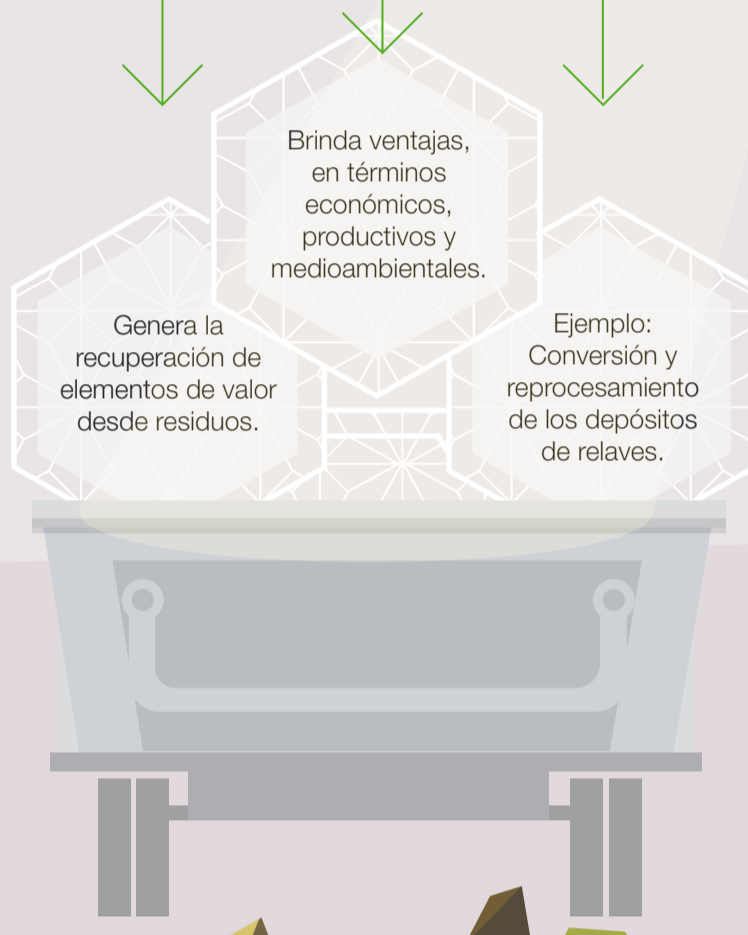 Brinda ventajas,
en términos
económicos,
productivos y
medioambientales.
Genera la
recuperación de
elementos de valor
desde residuos.
Ejemplo:
Conversión y
reprocesamiento
de los depósitos
de relaves.